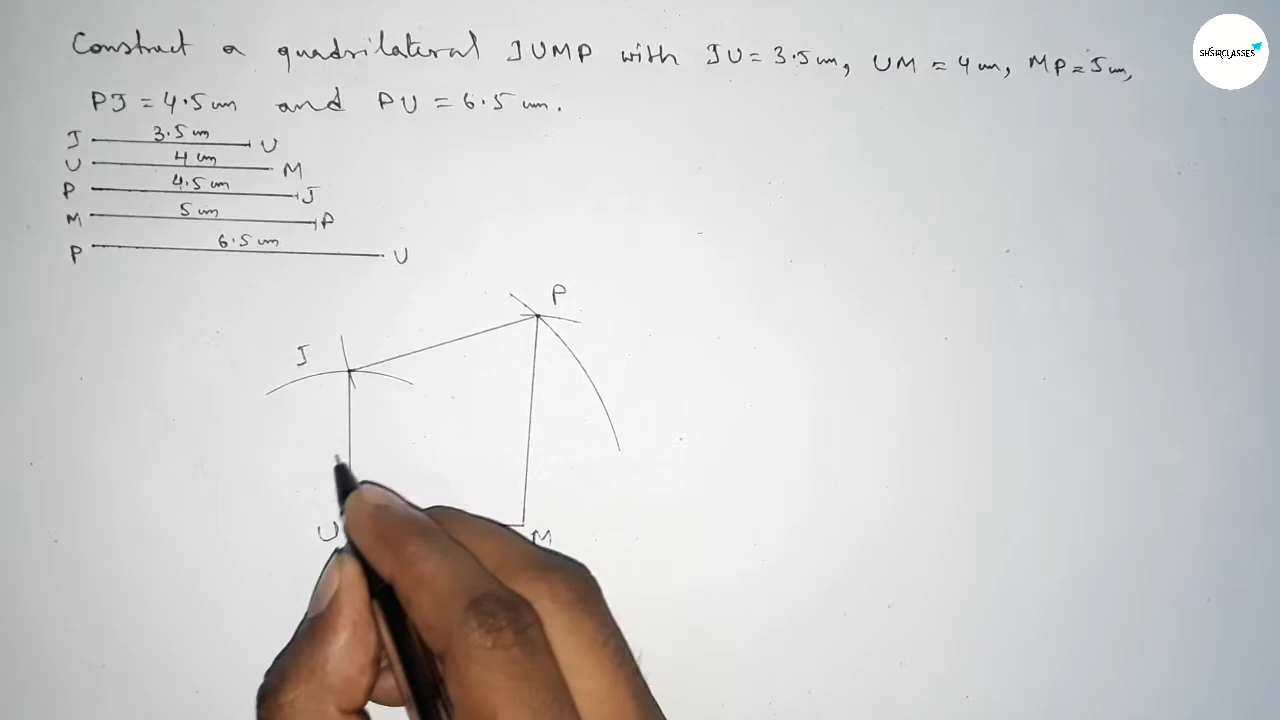 Construct a quadrilateral JUMP with JU = 3.5 cm, UM = 4 cm, MP = 5 cm,
PJ = 4.5 cm and PU = 6.5 cm.
J 3.5 cm U
U 4 cm M
P 4.5 cm J
M 5 cm P
P 6.5 cm U
P
J
U M
SHSIRCLASSES